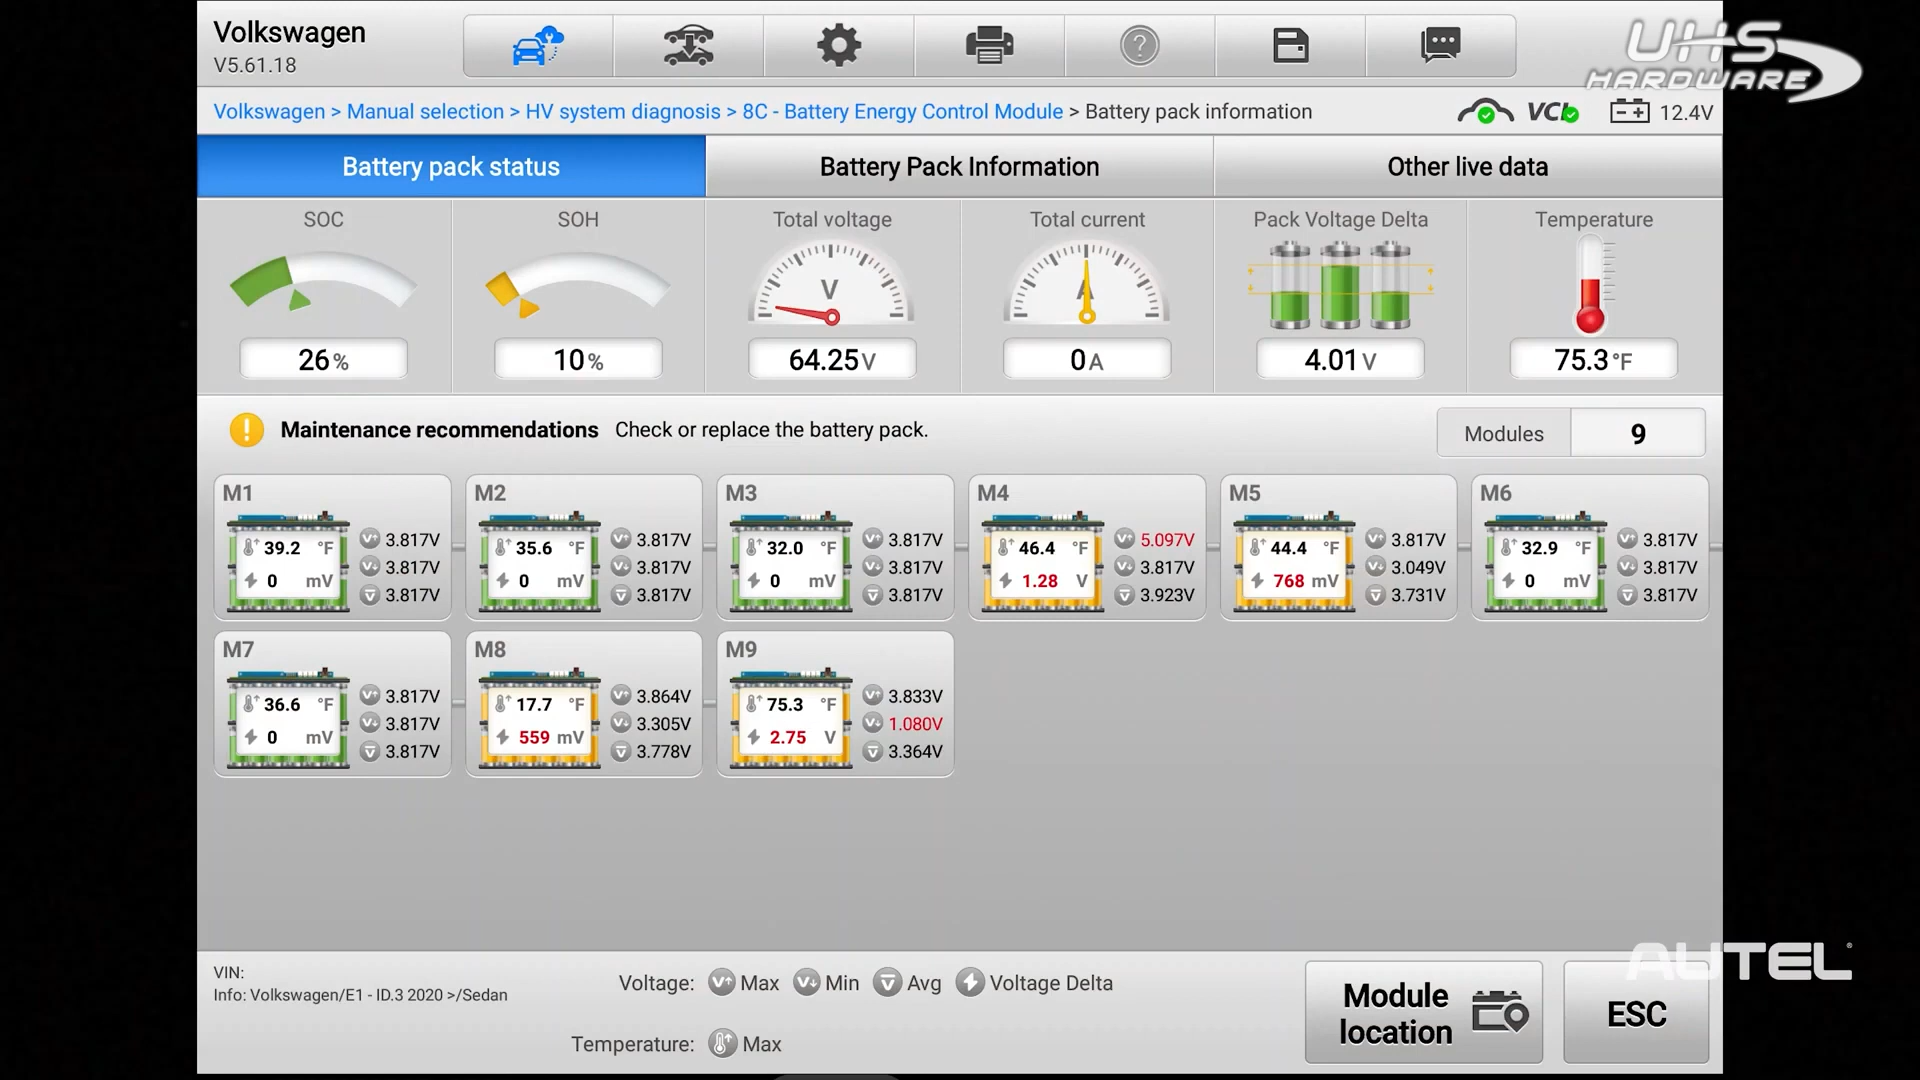 Volkswagen
V5.61.18
UHS
HARDWARE
Volkswagen > Manual selection > HV system diagnosis > 8C - Battery Energy Control Module > Battery pack information
VCI
12.4V
Battery pack status
Battery Pack Information
Other live data
SOC
SOH
Total voltage
Total current
Pack Voltage Delta
Temperature
V
A
26 %
10 %
64.25 V
0 A
4.01 V
75.3 °F
Maintenance recommendations Check or replace the battery pack.
Modules 9
M1
39.2 °F
0 mV
3.817V
3.817V
3.817V
M2
35.6 °F
0 mV
3.817V
3.817V
3.817V
M3
32.0 °F
0 mV
3.817V
3.817V
3.817V
M4
46.4 °F
1.28 V
5.097V
3.817V
3.923V
M5
44.4 °F
768 mV
3.817V
3.049V
3.731V
M6
32.9 °F
0 mV
3.817V
3.817V
3.817V
M7
36.6 °F
0 mV
3.817V
3.817V
3.817V
M8
17.7 °F
559 mV
3.864V
3.305V
3.778V
M9
75.3 °F
2.75 V
3.833V
1.080V
3.364V
VIN:
Info: Volkswagen/E1 - ID.3 2020 >/Sedan
Voltage: Max Min Avg Voltage Delta
Temperature: Max
Module
location
ESC
AUTEL